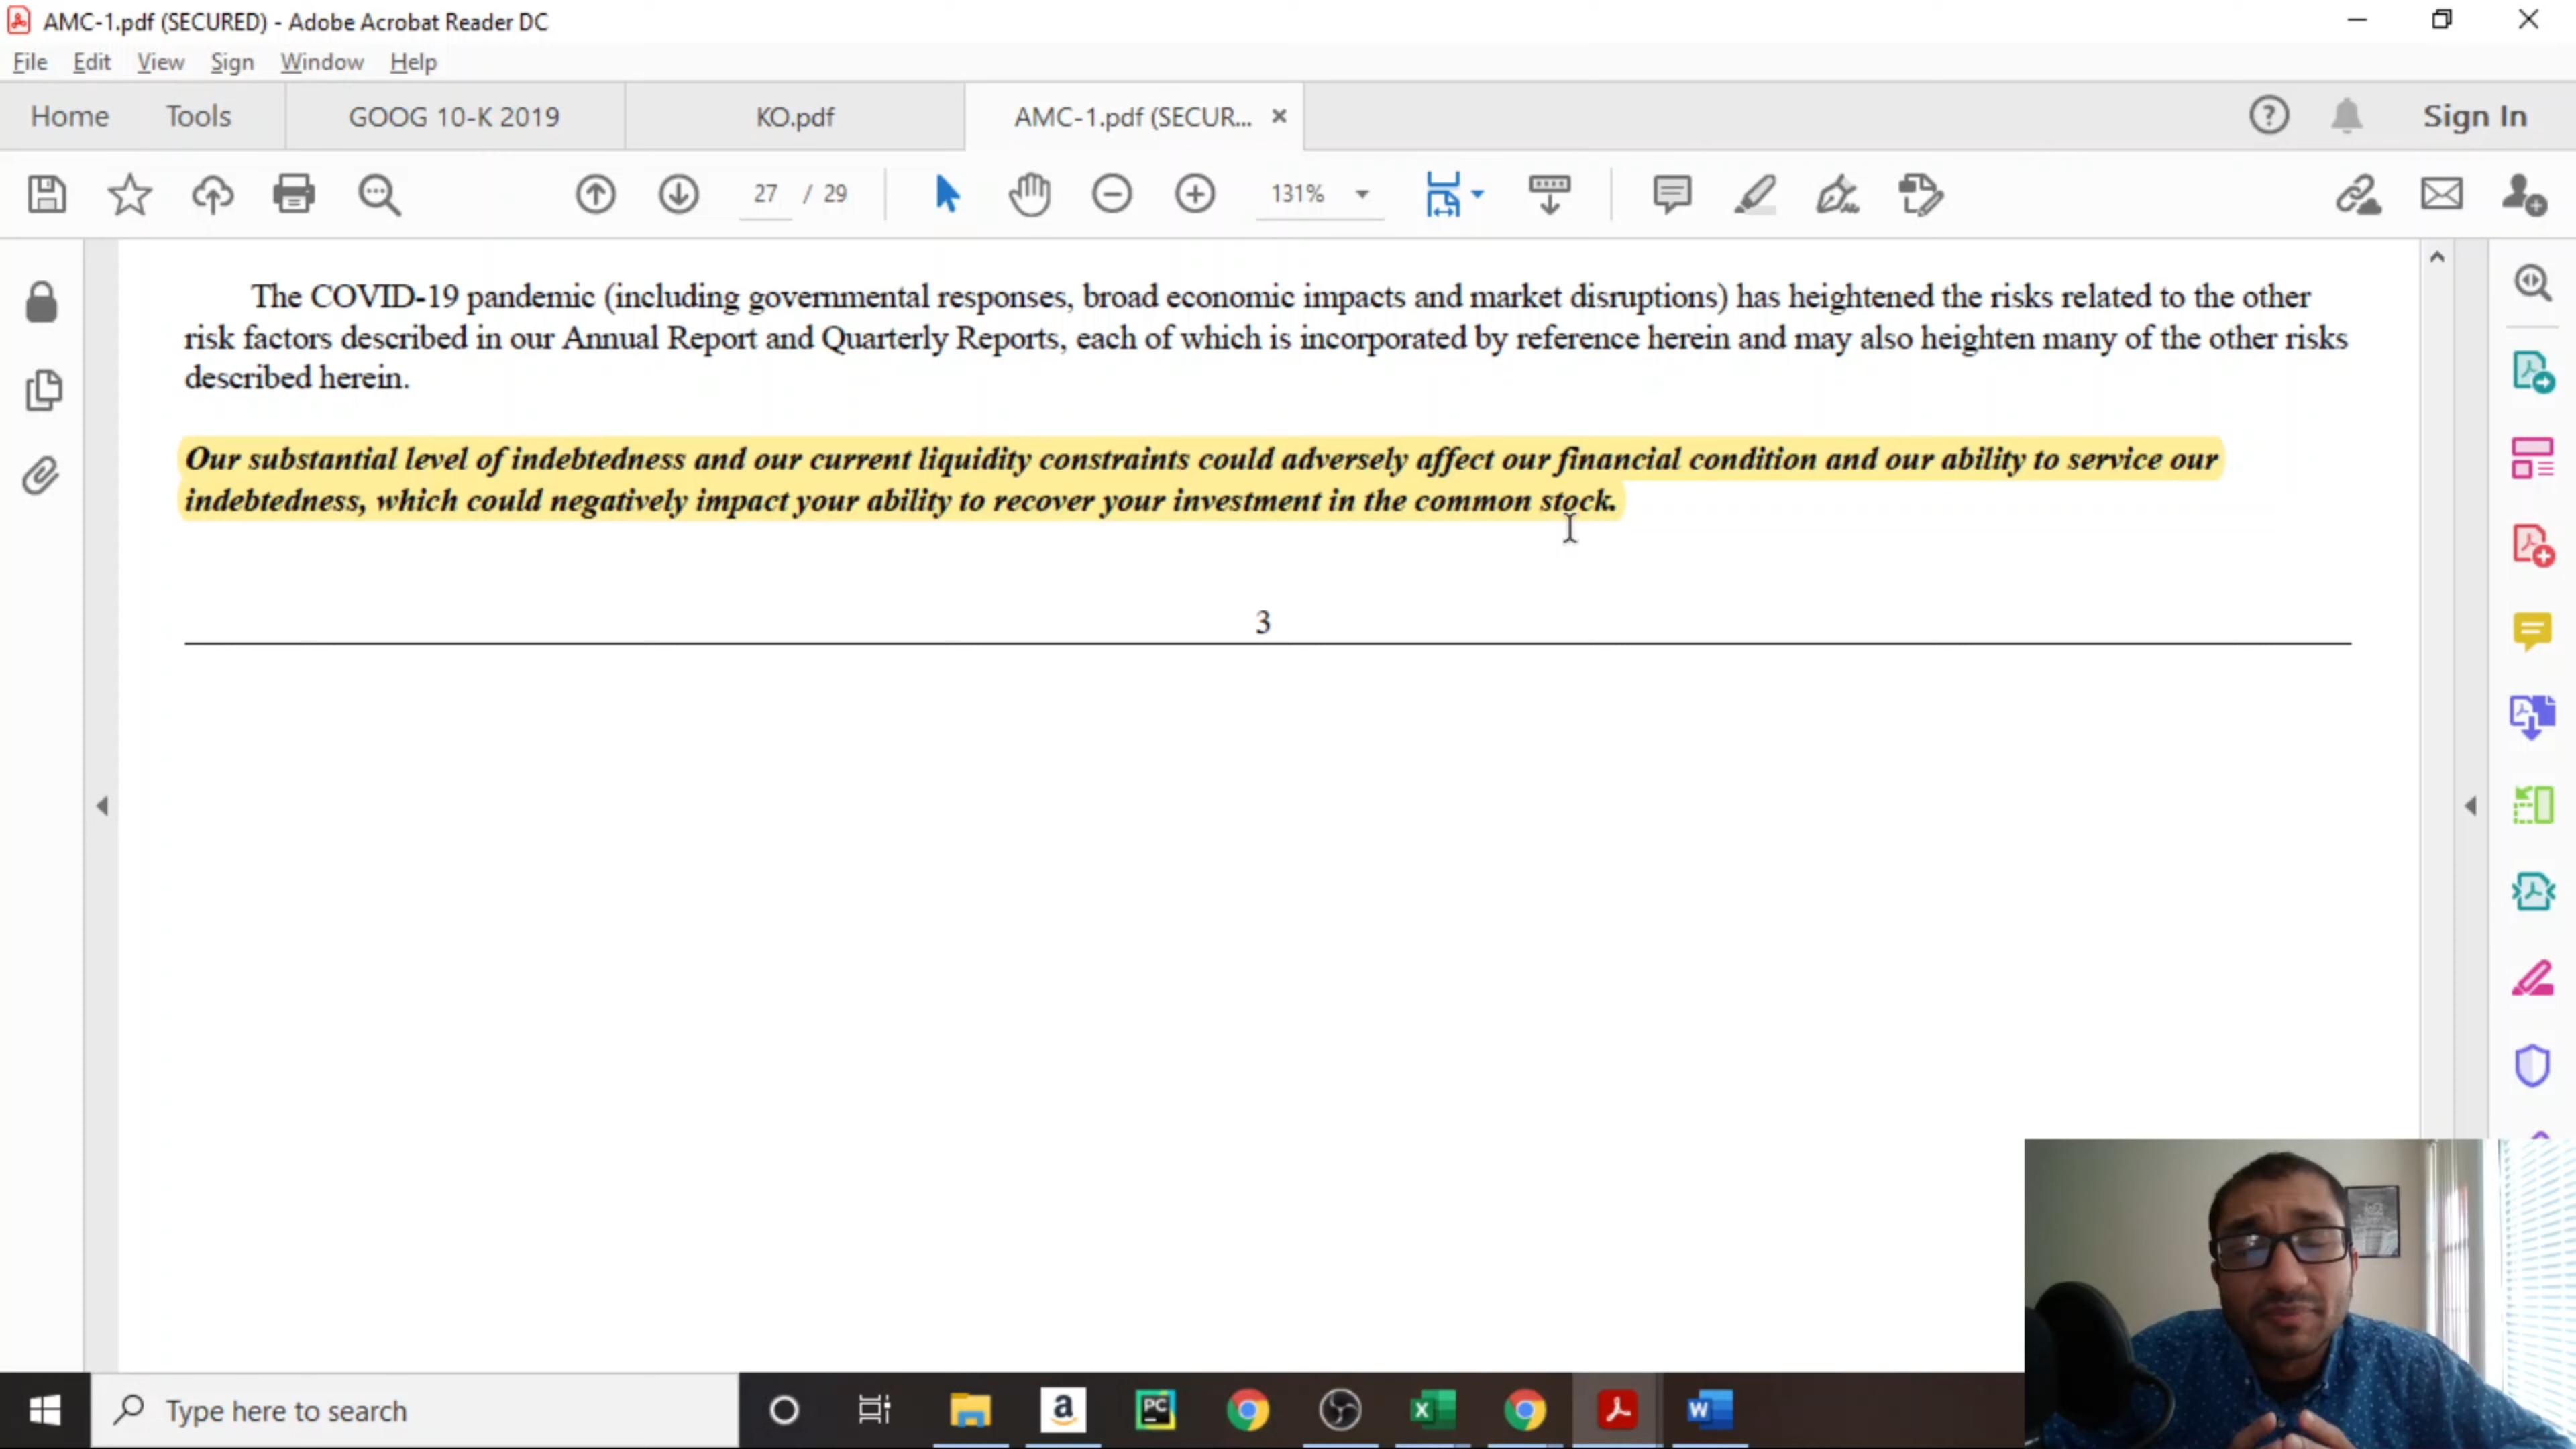 AMC-1.pdf (SECURED) - Adobe Acrobat Reader DC
File Edit View Sign Window Help
Home Tools GOOG 10-K 2019 KO.pdf AMC-1.pdf (SECUR... Sign In
27 / 29 131%
The COVID-19 pandemic (including governmental responses, broad economic impacts and market disruptions) has heightened the risks related to the other
risk factors described in our Annual Report and Quarterly Reports, each of which is incorporated by reference herein and may also heighten many of the other risks
described herein.
Our substantial level of indebtedness and our current liquidity constraints could adversely affect our financial condition and our ability to service our
indebtedness, which could negatively impact your ability to recover your investment in the common stock.
3
Type here to search